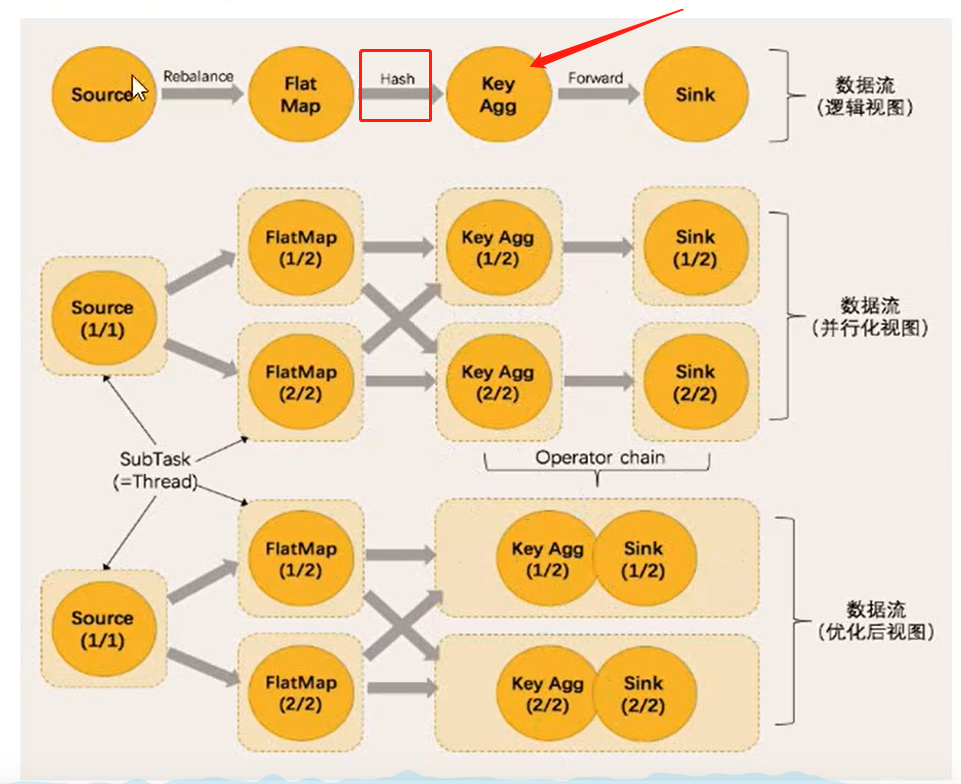 Source
Rebalance
Flat
Map
Hash
Key
Agg
Forward
Sink
数据流
(逻辑视图)
FlatMap
(1/2)
Key Agg
(1/2)
Sink
(1/2)
Source
(1/1)
数据流
(并行化视图)
FlatMap
(2/2)
Key Agg
(2/2)
Sink
(2/2)
SubTask
(=Thread)
Operator chain
FlatMap
(1/2)
Key Agg
(1/2)
Sink
(1/2)
Source
(1/1)
数据流
(优化后视图)
FlatMap
(2/2)
Key Agg
(2/2)
Sink
(2/2)